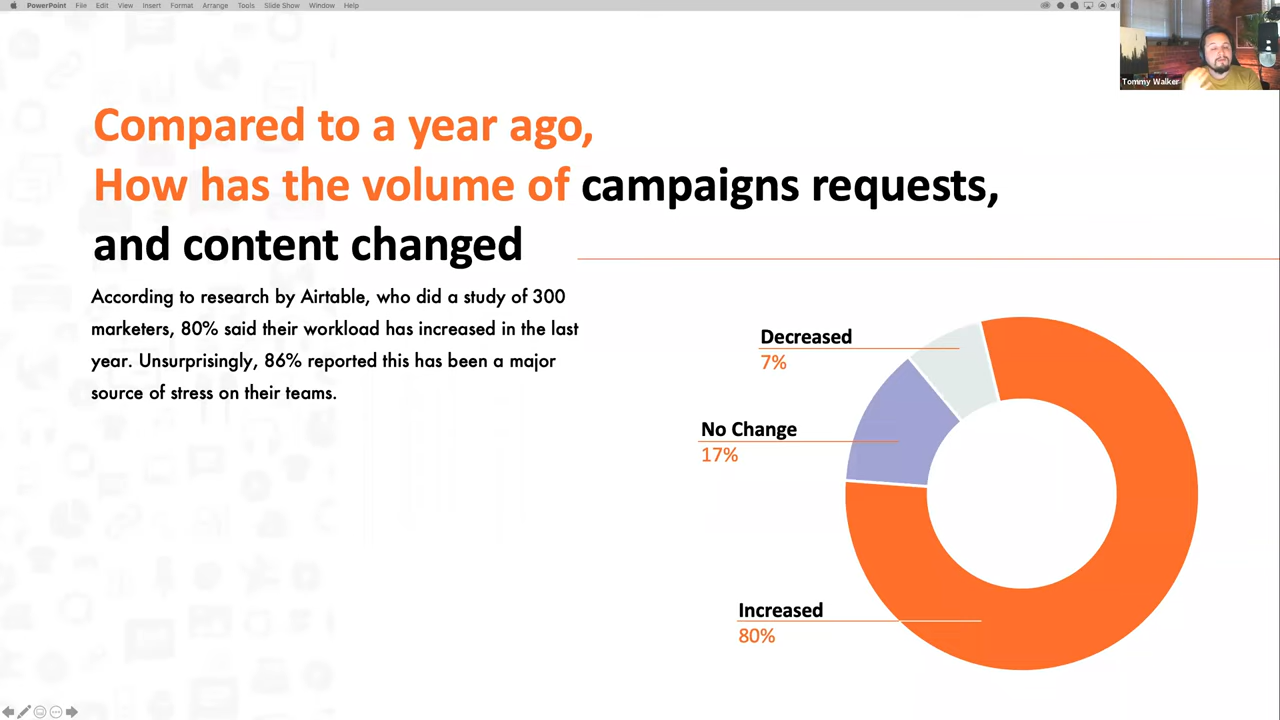 PowerPoint File Edit View Insert Format Arrange Tools Slide Show Window Help
Tommy Walker
Compared to a year ago,
How has the volume of campaigns requests,
and content changed
According to research by Airtable, who did a study of 300
marketers, 80% said their workload has increased in the last
year. Unsurprisingly, 86% reported this has been a major
source of stress on their teams.
Decreased
7%
No Change
17%
Increased
80%